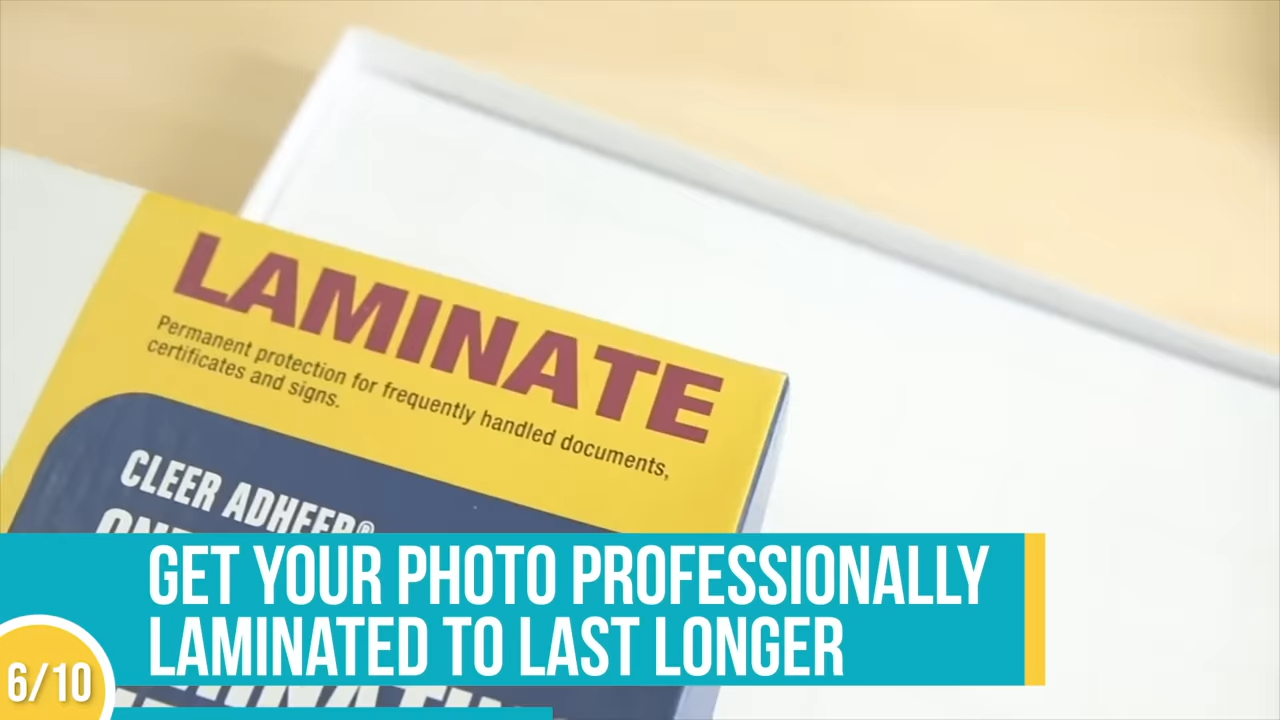 LAMINATE
Permanent protection for frequently handled documents,
certificates and signs.
CLEER ADHEER®
GET YOUR PHOTO PROFESSIONALLY
LAMINATED TO LAST LONGER
6/10